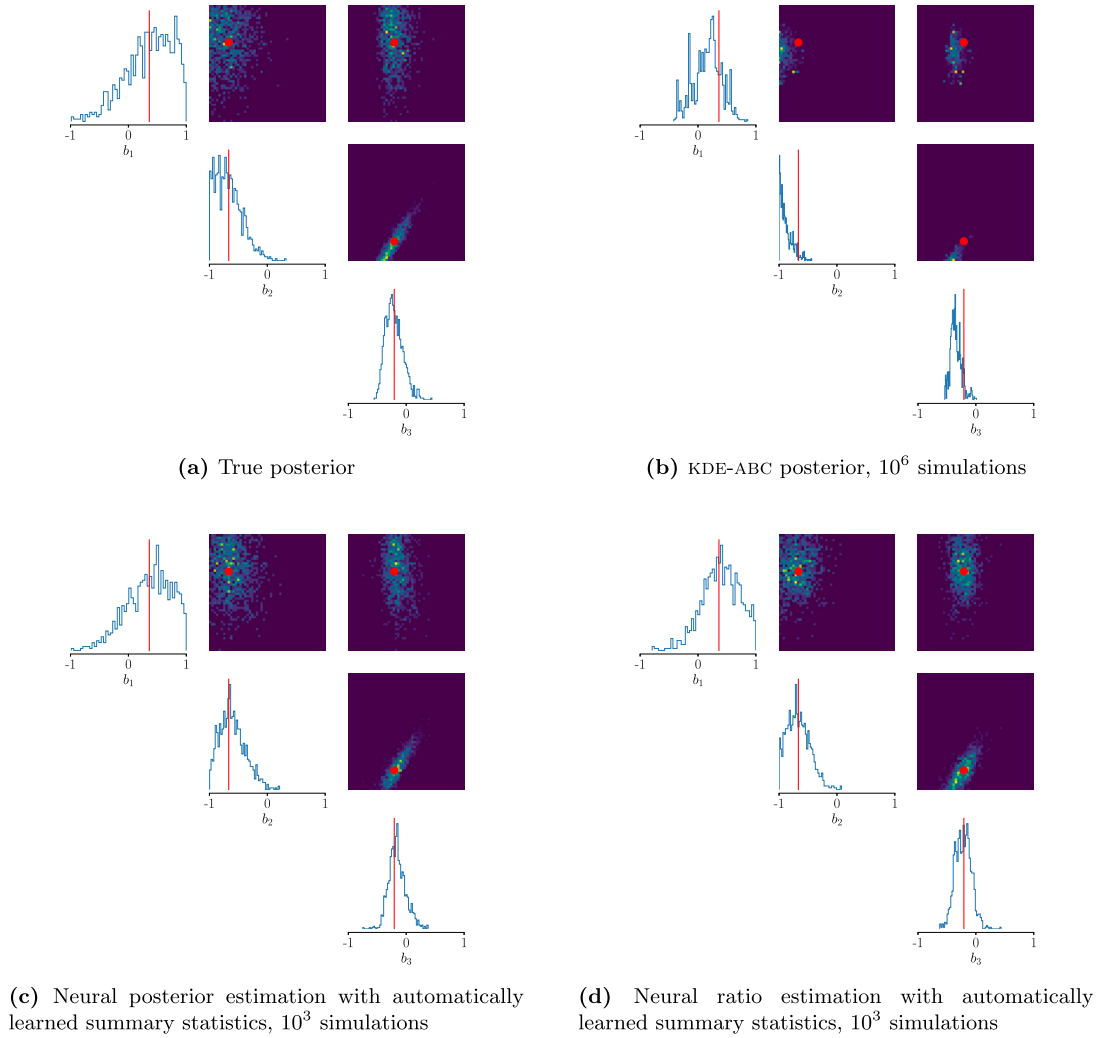 -1 0 1
b1
-1 0 1
b2
-1 0 1
b3
(a) True posterior
-1 0 1
b1
-1 0 1
b2
-1 0 1
b3
(b) KDE-ABC posterior, 10^6 simulations
-1 0 1
b1
-1 0 1
b2
-1 0 1
b3
(c) Neural posterior estimation with automatically
learned summary statistics, 10^3 simulations
-1 0 1
b1
-1 0 1
b2
-1 0 1
b3
(d) Neural ratio estimation with automatically
learned summary statistics, 10^3 simulations